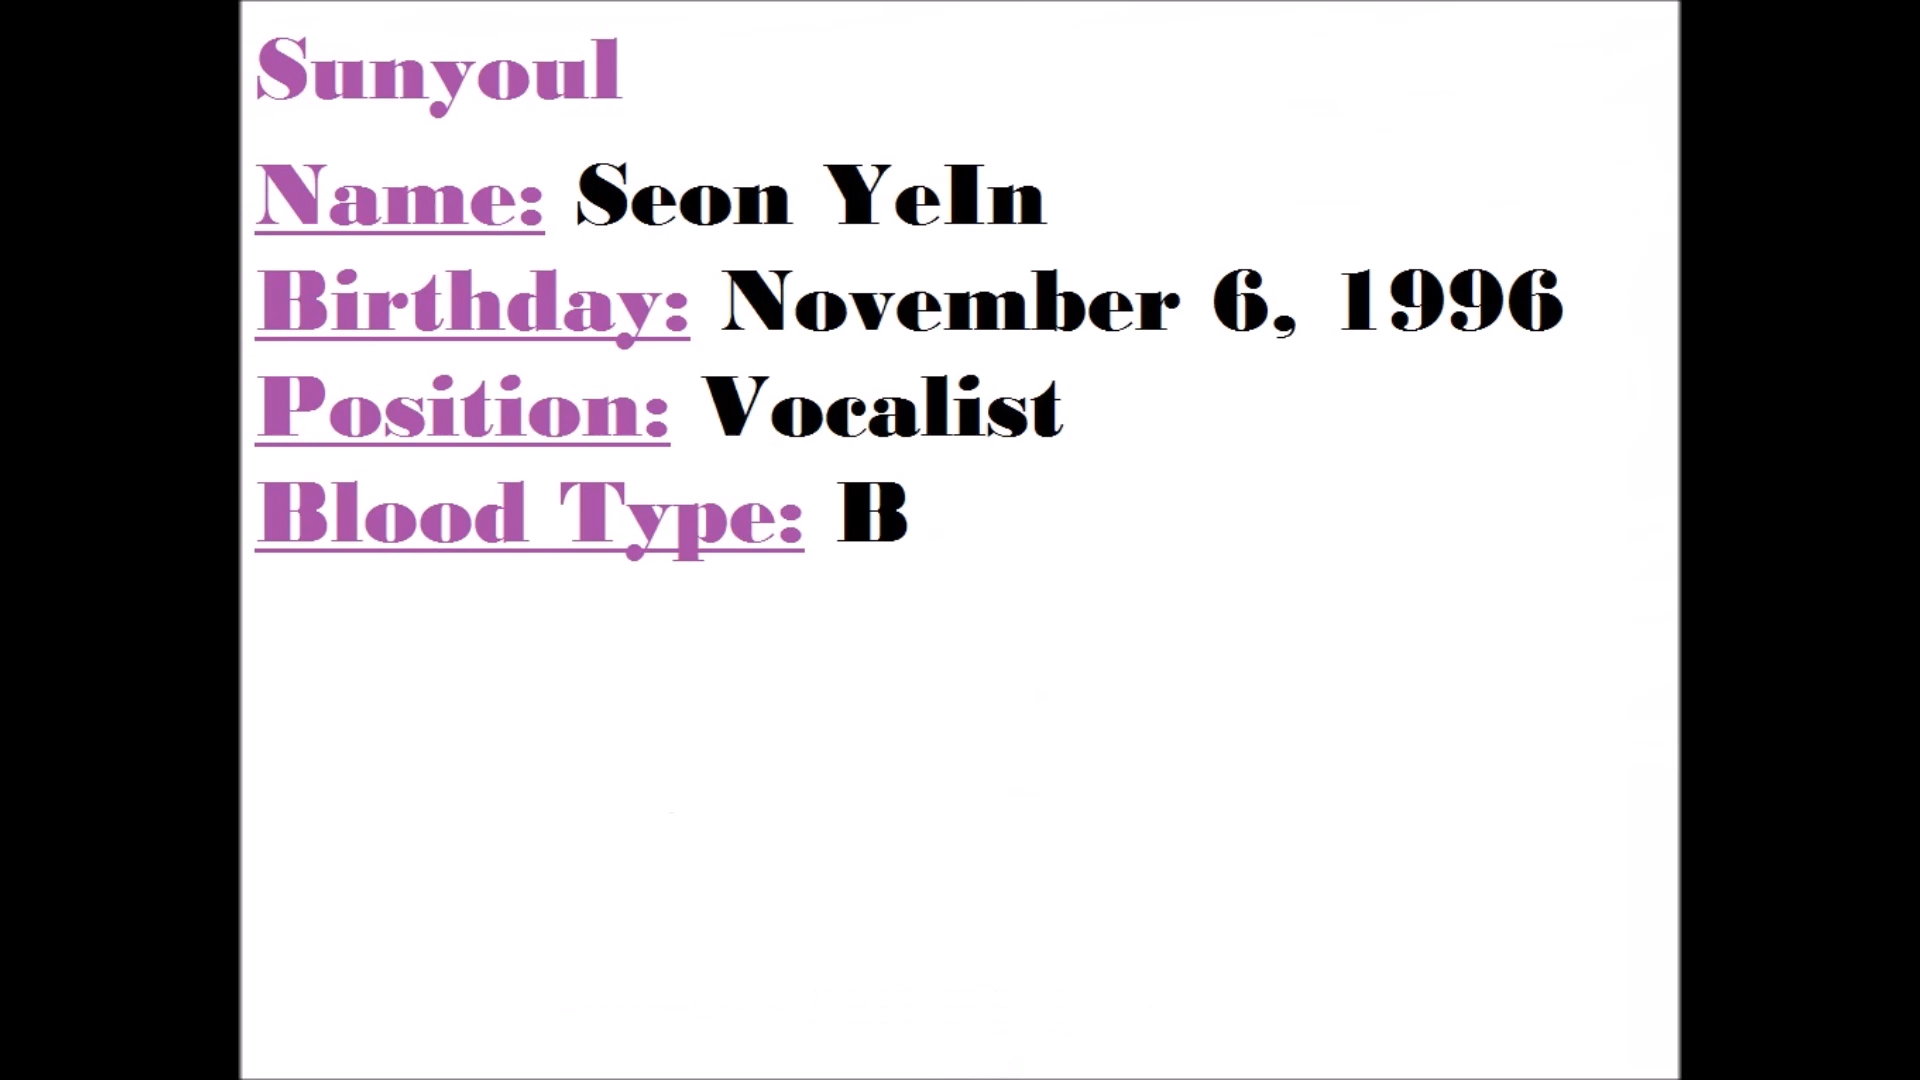 Sunyoul
Name: Seon YeIn
Birthday: November 6, 1996
Position: Vocalist
Blood Type: B